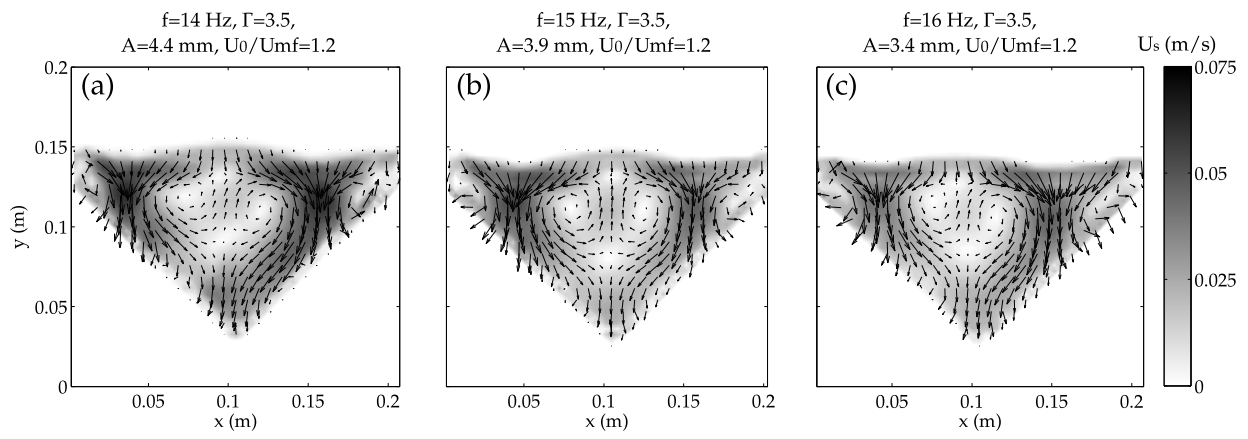 f=14 Hz, Γ=3.5,
A=4.4 mm, U0/Umf=1.2
f=15 Hz, Γ=3.5,
A=3.9 mm, U0/Umf=1.2
f=16 Hz, Γ=3.5,
A=3.4 mm, U0/Umf=1.2
Us (m/s)
(a)
(b)
(c)
0.2
0.15
0.1
0.05
0
y (m)
0.05 0.1 0.15 0.2
x (m)
0.05 0.1 0.15 0.2
x (m)
0.05 0.1 0.15 0.2
x (m)
0.075
0.05
0.025
0